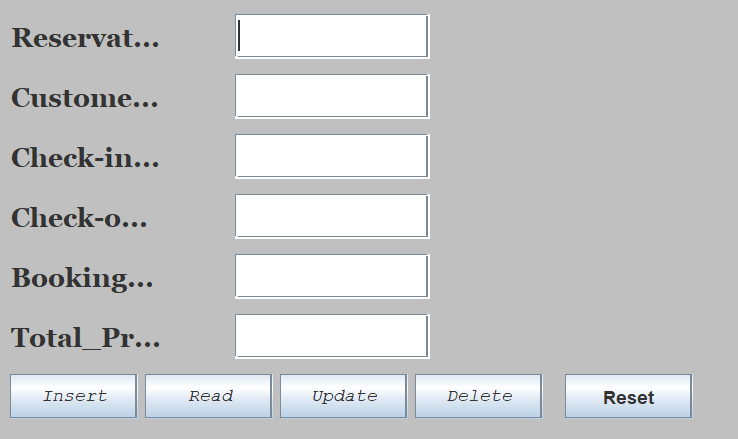 Reservat...
Custome...
Check-in...
Check-o...
Booking...
Total_Pr...
Insert Read Update Delete Reset